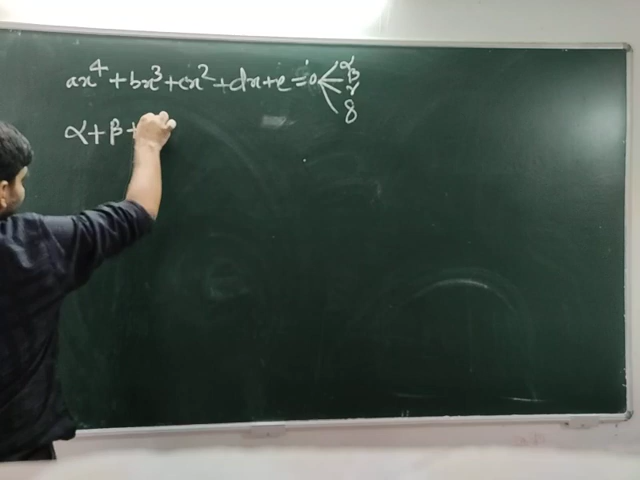 ax⁴ + bx³ + cx² + dx + e = 0
α
β
γ
δ
α + β +